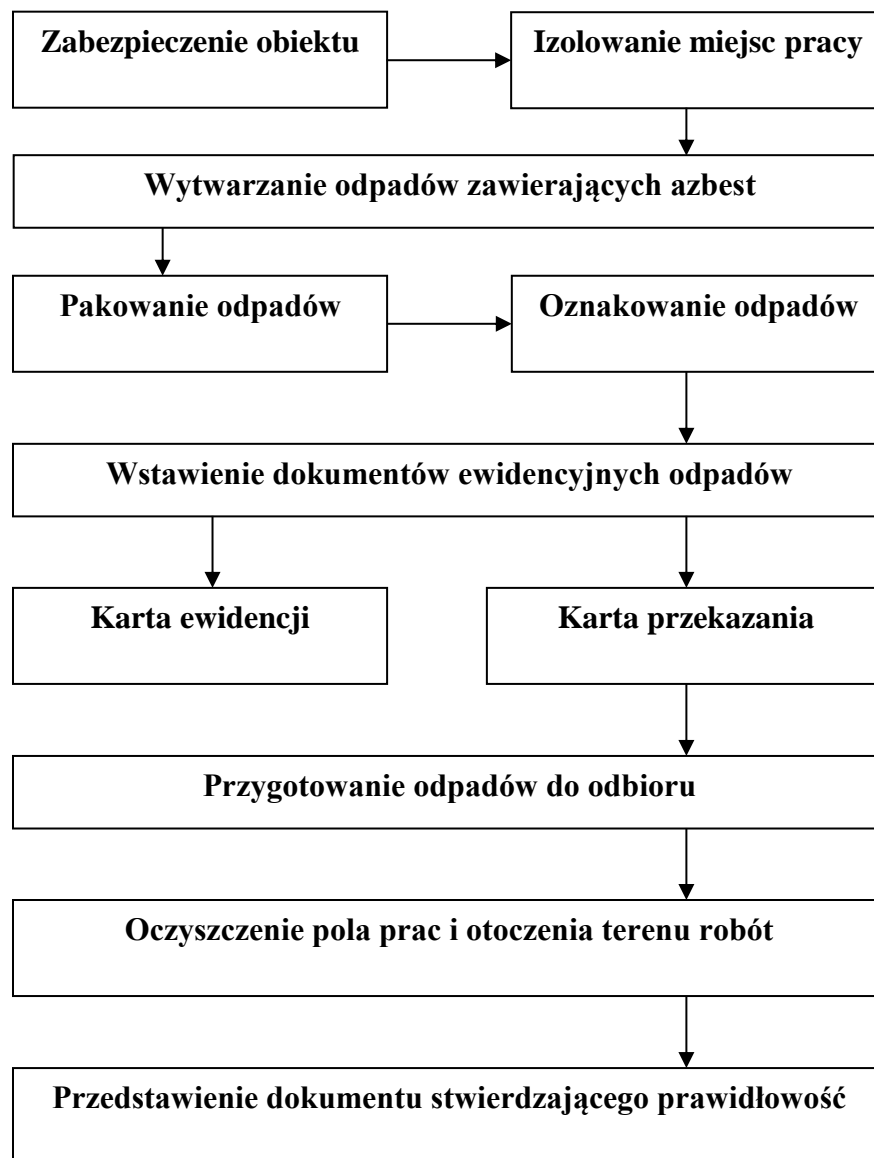 Zabezpieczenie obiektu
Izolowanie miejsc pracy
Wytwarzanie odpadów zawierających azbest
Pakowanie odpadów
Oznakowanie odpadów
Wstawienie dokumentów ewidencyjnych odpadów
Karta ewidencji
Karta przekazania
Przygotowanie odpadów do odbioru
Oczyszczenie pola prac i otoczenia terenu robót
Przedstawienie dokumentu stwierdzającego prawidłowość